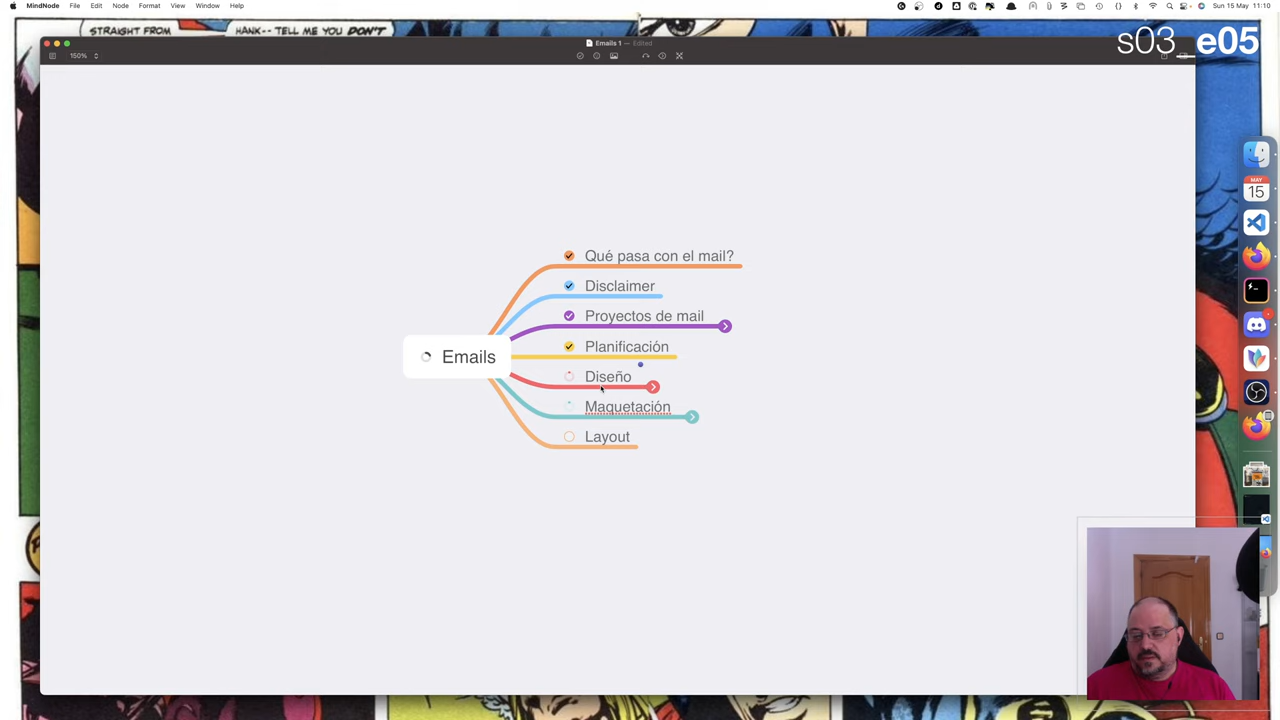 MindNode File Edit Node Format View Window Help
Sun 15 May 11:10
STRAIGHT FROM
HANK-- TELL ME YOU DON'T
s03 e05
Emails 1 — Edited
150%
MAY
15
Qué pasa con el mail?
Disclaimer
Proyectos de mail
Planificación
Emails
Diseño
Maquetación
Layout